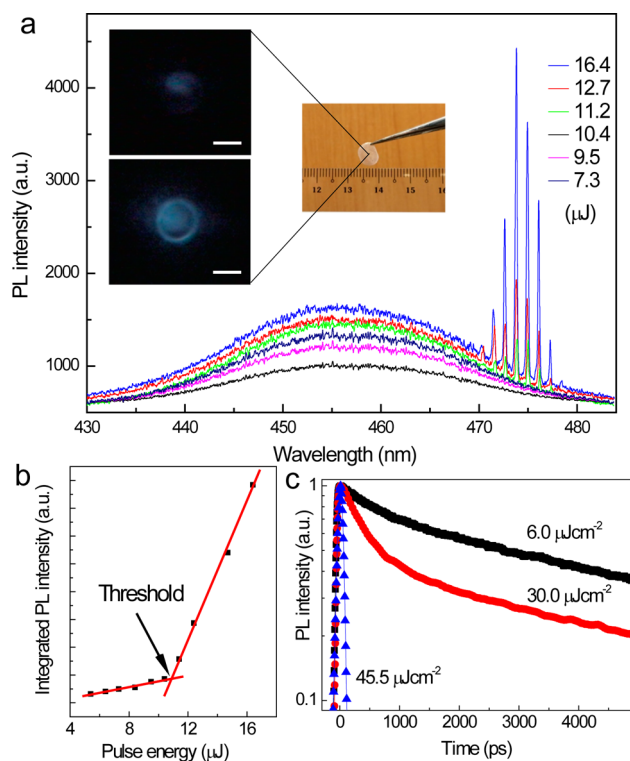 a
4000
3000
2000
1000
PL intensity (a.u.)
16.4
12.7
11.2
10.4
9.5
7.3
(μJ)
12 13 14 15 16
430 440 450 460 470 480
Wavelength (nm)
b
Integrated PL intensity (a.u.)
Threshold
4 8 12 16
Pulse energy (μJ)
c
1
0.1
PL intensity (a.u.)
6.0 μJcm-2
30.0 μJcm-2
45.5 μJcm-2
0 1000 2000 3000 4000
Time (ps)